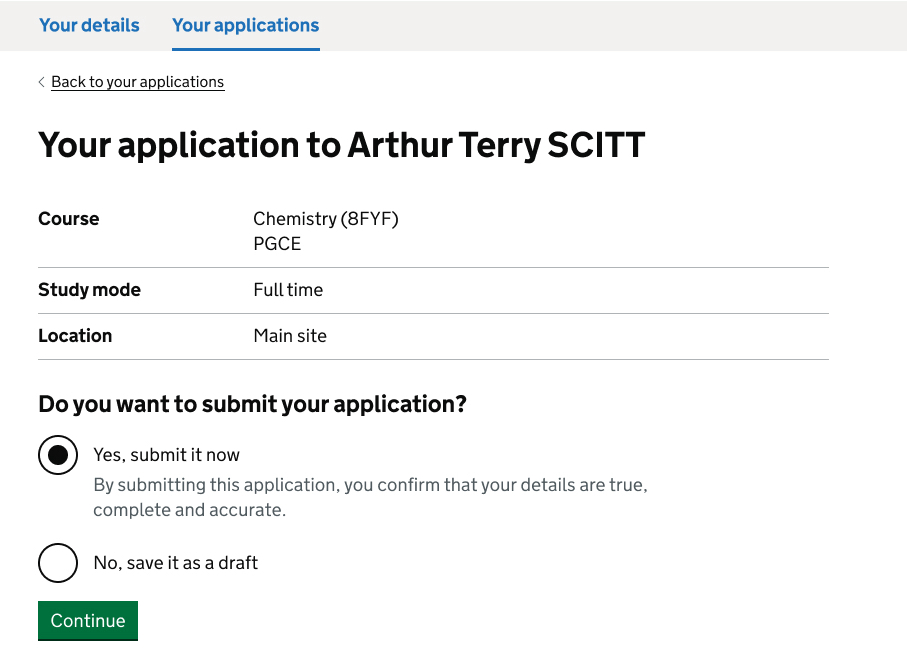 Your details Your applications
Back to your applications
Your application to Arthur Terry SCITT
Course Chemistry (8FYF)
PGCE
Study mode Full time
Location Main site
Do you want to submit your application?
Yes, submit it now
By submitting this application, you confirm that your details are true,
complete and accurate.
No, save it as a draft
Continue